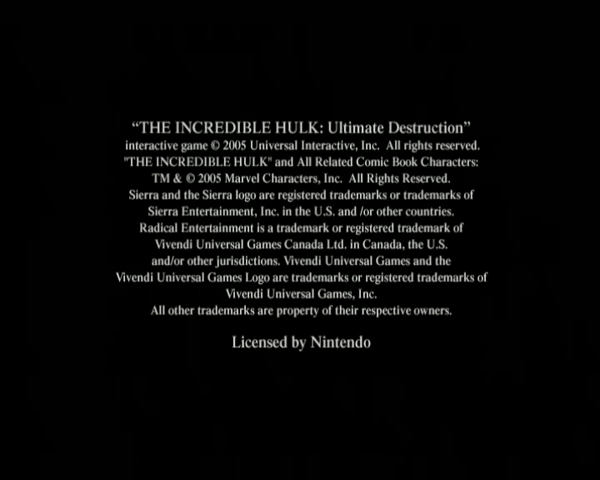 “THE INCREDIBLE HULK: Ultimate Destruction”
interactive game © 2005 Universal Interactive, Inc. All rights reserved.
"THE INCREDIBLE HULK" and All Related Comic Book Characters:
TM & © 2005 Marvel Characters, Inc. All Rights Reserved.
Sierra and the Sierra logo are registered trademarks or trademarks of
Sierra Entertainment, Inc. in the U.S. and /or other countries.
Radical Entertainment is a trademark or registered trademark of
Vivendi Universal Games Canada Ltd. in Canada, the U.S.
and/or other jurisdictions. Vivendi Universal Games and the
Vivendi Universal Games Logo are trademarks or registered trademarks of
Vivendi Universal Games, Inc.
All other trademarks are property of their respective owners.
Licensed by Nintendo